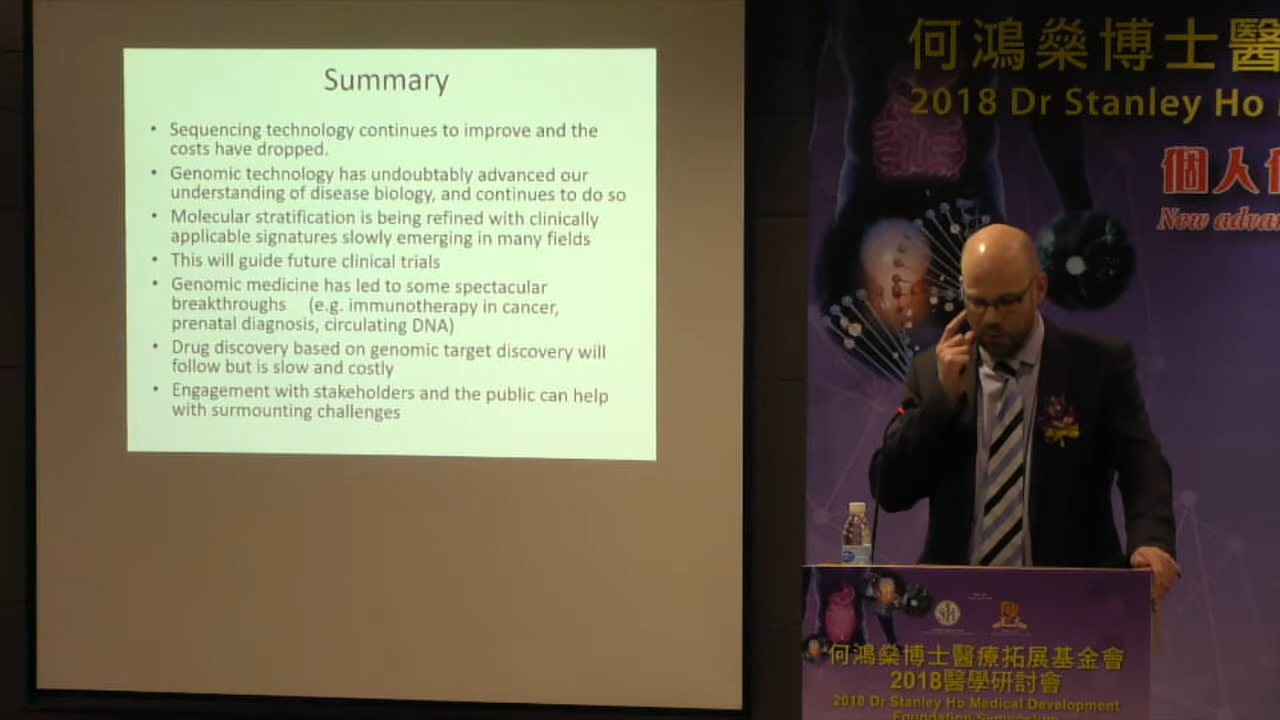 Summary
• Sequencing technology continues to improve and the
costs have dropped.
• Genomic technology has undoubtably advanced our
understanding of disease biology, and continues to do so
• Molecular stratification is being refined with clinically
applicable signatures slowly emerging in many fields
• This will guide future clinical trials
• Genomic medicine has led to some spectacular
breakthroughs (e.g. immunotherapy in cancer,
prenatal diagnosis, circulating DNA)
• Drug discovery based on genomic target discovery will
follow but is slow and costly
• Engagement with stakeholders and the public can help
with surmounting challenges
何鴻燊博士醫
2018 Dr Stanley Ho
個人
New adva
何鴻燊博士醫療拓展基金會
2018醫學研討會
2018 Dr Stanley Ho Medical Development
Foundation Symposium